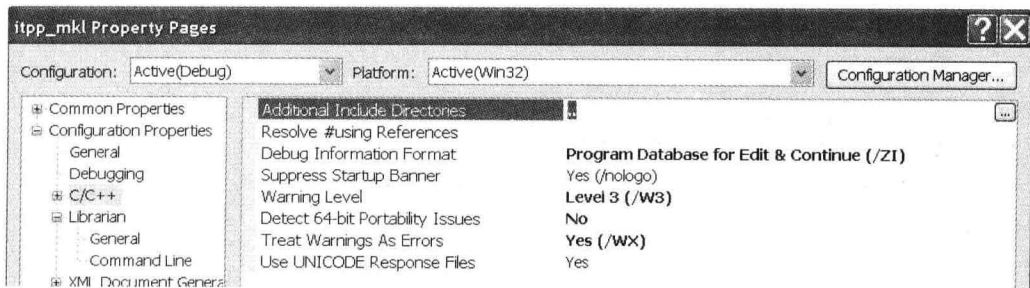 itpp_mkl Property Pages
Configuration: Active(Debug) Platform: Active(Win32) Configuration Manager...
Common Properties
Configuration Properties
General
Debugging
C/C++
Librarian
General
Command Line
XML Document Genera
Additional Include Directories ..
Resolve #using References
Debug Information Format Program Database for Edit & Continue (/ZI)
Suppress Startup Banner Yes (/nologo)
Warning Level Level 3 (/W3)
Detect 64-bit Portability Issues No
Treat Warnings As Errors Yes (/WX)
Use UNICODE Response Files Yes